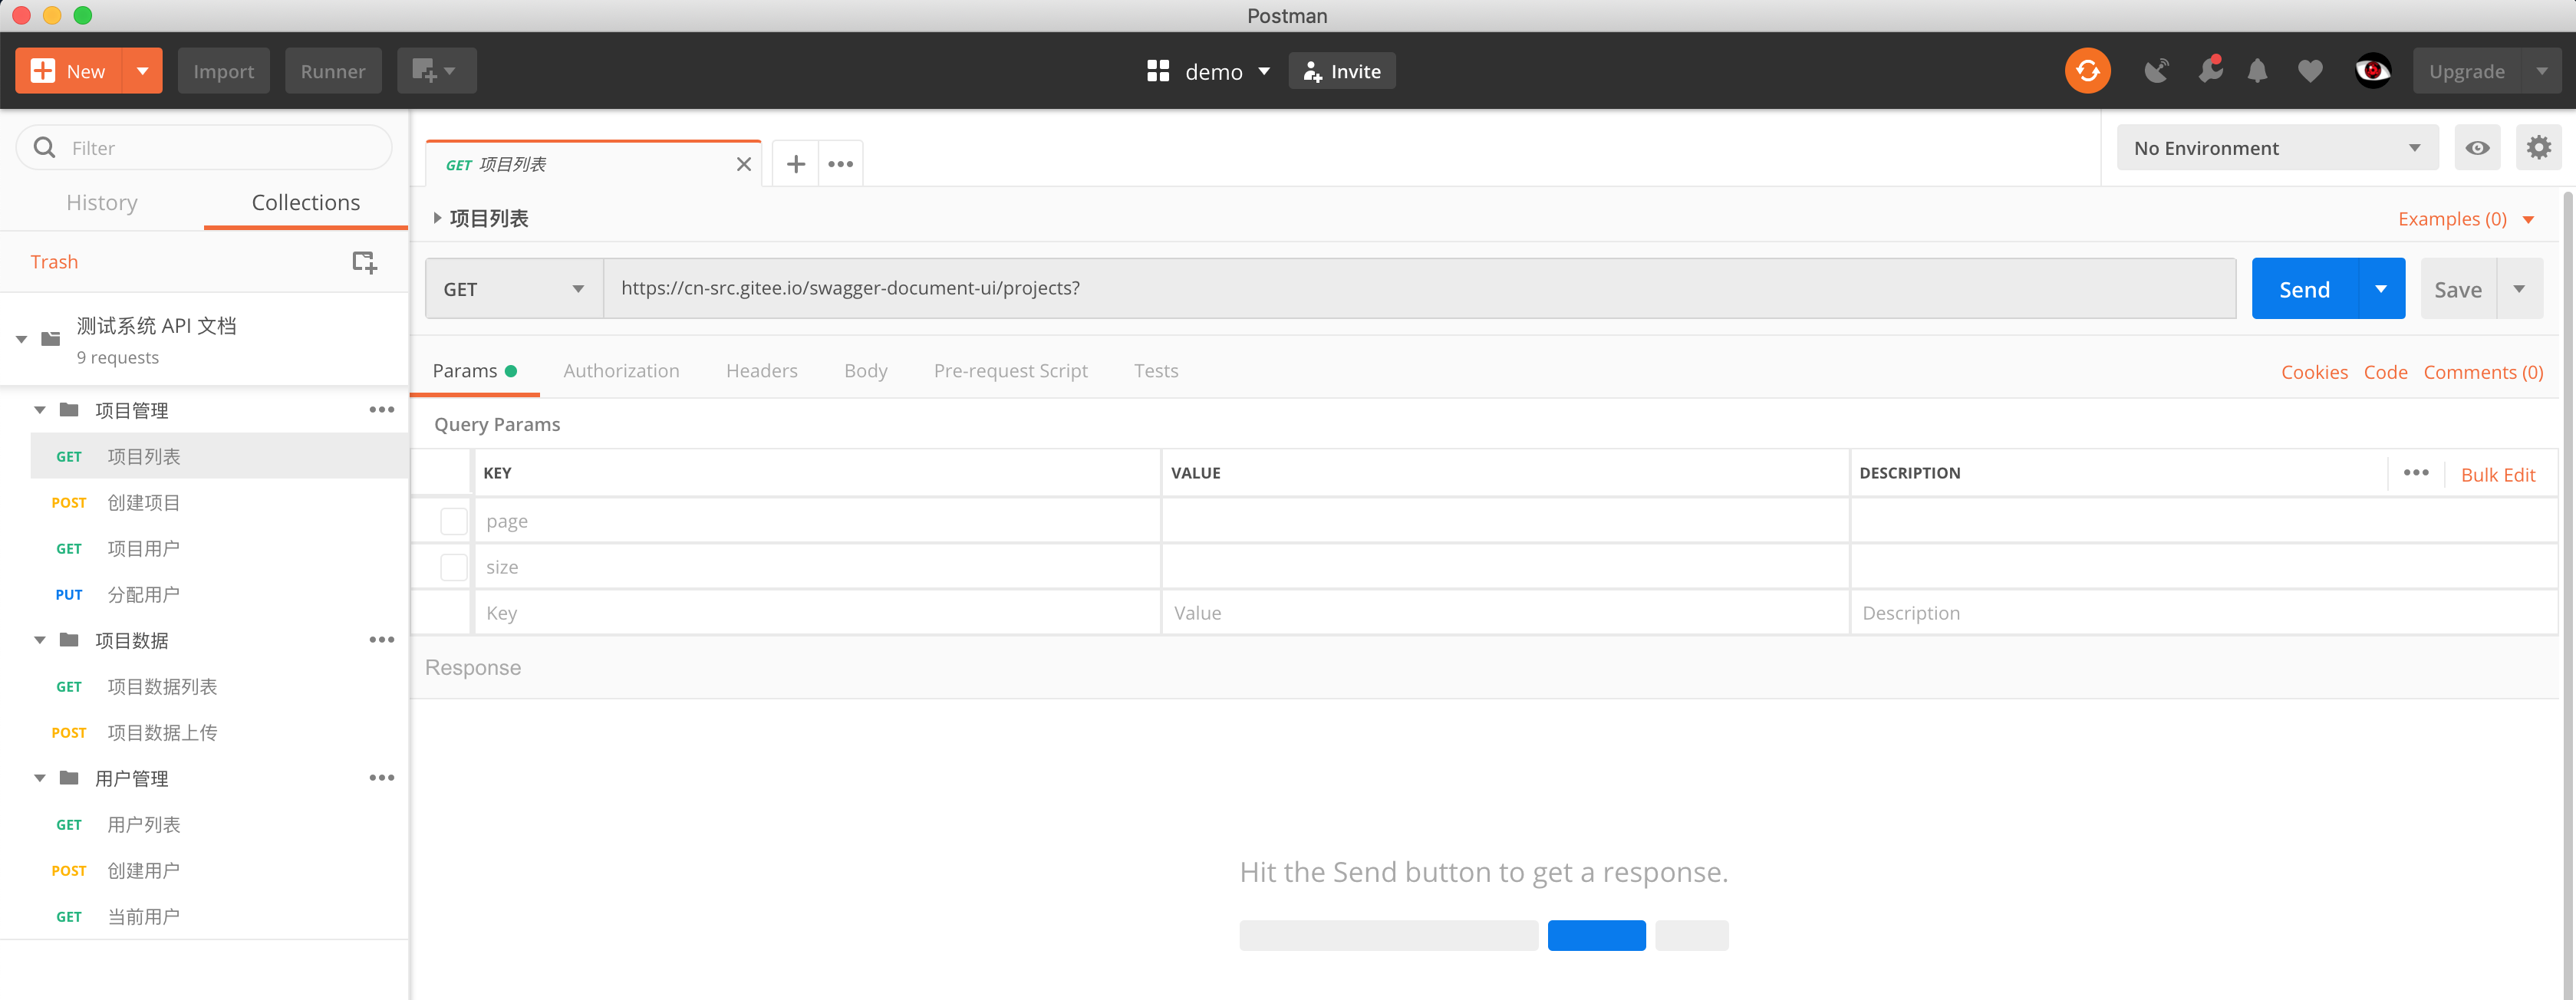 Postman
New
Import
Runner
demo
Invite
Upgrade
Filter
History
Collections
Trash
测试系统 API 文档
9 requests
项目管理
GET 项目列表
POST 创建项目
GET 项目用户
PUT 分配用户
项目数据
GET 项目数据列表
POST 项目数据上传
用户管理
GET 用户列表
POST 创建用户
GET 当前用户
GET 项目列表
No Environment
项目列表
Examples (0)
GET
https://cn-src.gitee.io/swagger-document-ui/projects?
Send
Save
Params
Authorization
Headers
Body
Pre-request Script
Tests
Cookies
Code
Comments (0)
Query Params
KEY
VALUE
DESCRIPTION
Bulk Edit
page
size
Key
Value
Description
Response
Hit the Send button to get a response.